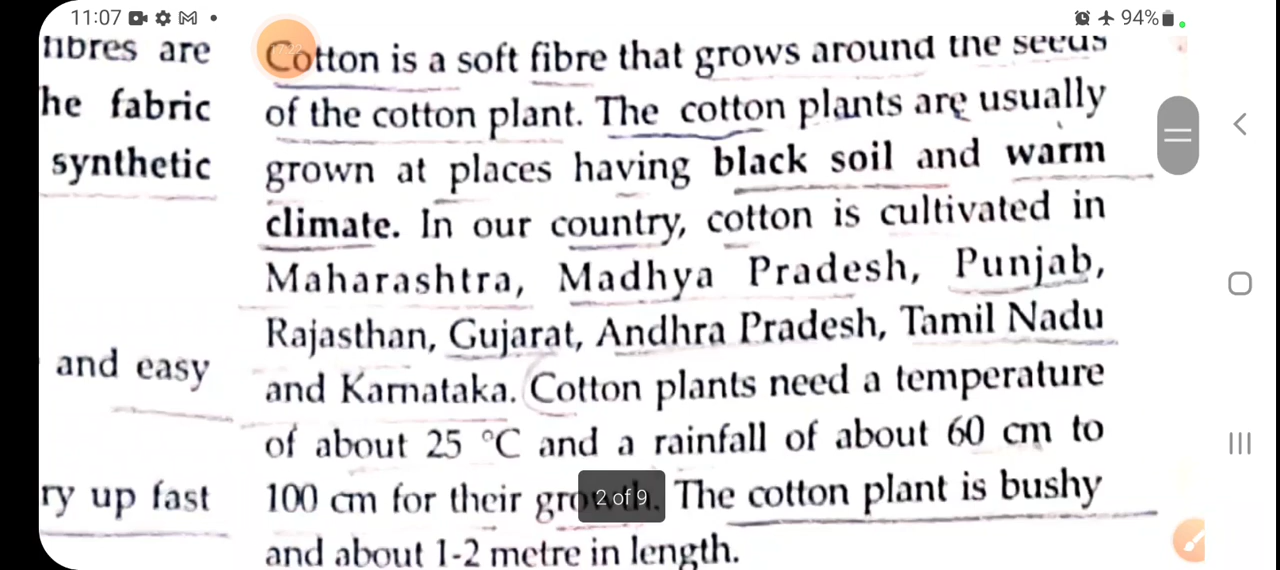 11:07
94%
fibres are
he fabric
synthetic
and easy
ry up fast
Cotton is a soft fibre that grows around the seeds
of the cotton plant. The cotton plants are usually
grown at places having black soil and warm
climate. In our country, cotton is cultivated in
Maharashtra, Madhya Pradesh, Punjab,
Rajasthan, Gujarat, Andhra Pradesh, Tamil Nadu
and Karnataka. Cotton plants need a temperature
of about 25 °C and a rainfall of about 60 cm to
100 cm for their growth. The cotton plant is bushy
and about 1-2 metre in length.
2 of 9